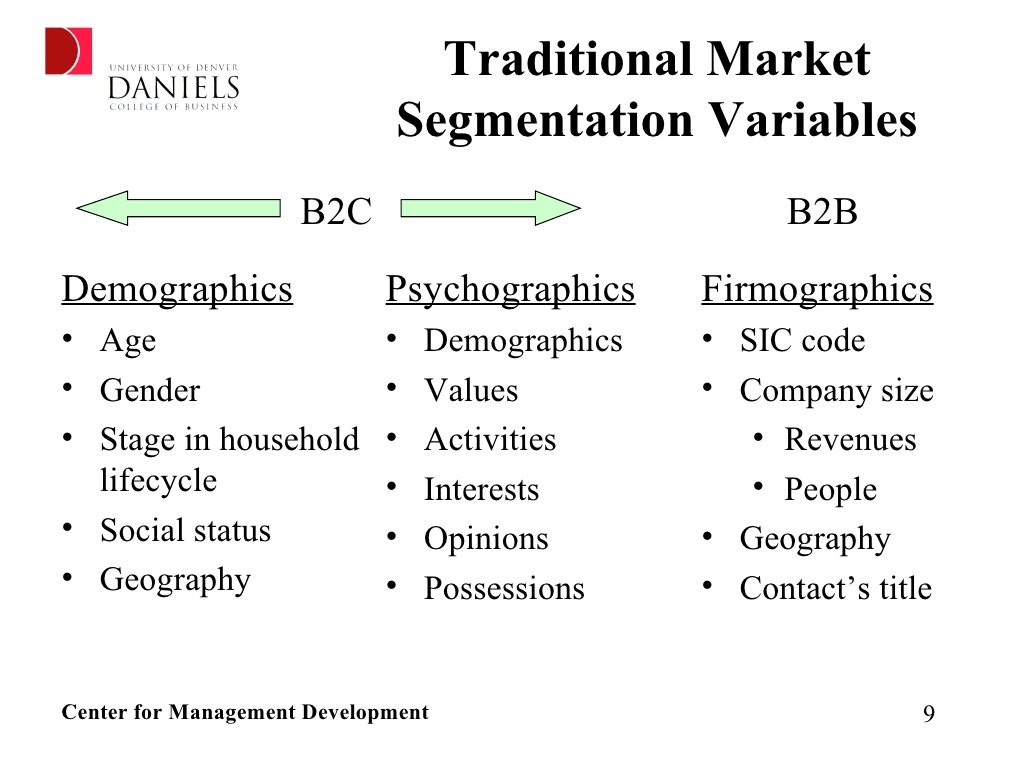 UNIVERSITY OF DENVER
DANIELS
COLLEGE OF BUSINESS
Traditional Market
Segmentation Variables
B2C
B2B
Demographics
• Age
• Gender
• Stage in household
lifecycle
• Social status
• Geography
Psychographics
• Demographics
• Values
• Activities
• Interests
• Opinions
• Possessions
Firmographics
• SIC code
• Company size
• Revenues
• People
• Geography
• Contact’s title
Center for Management Development
9